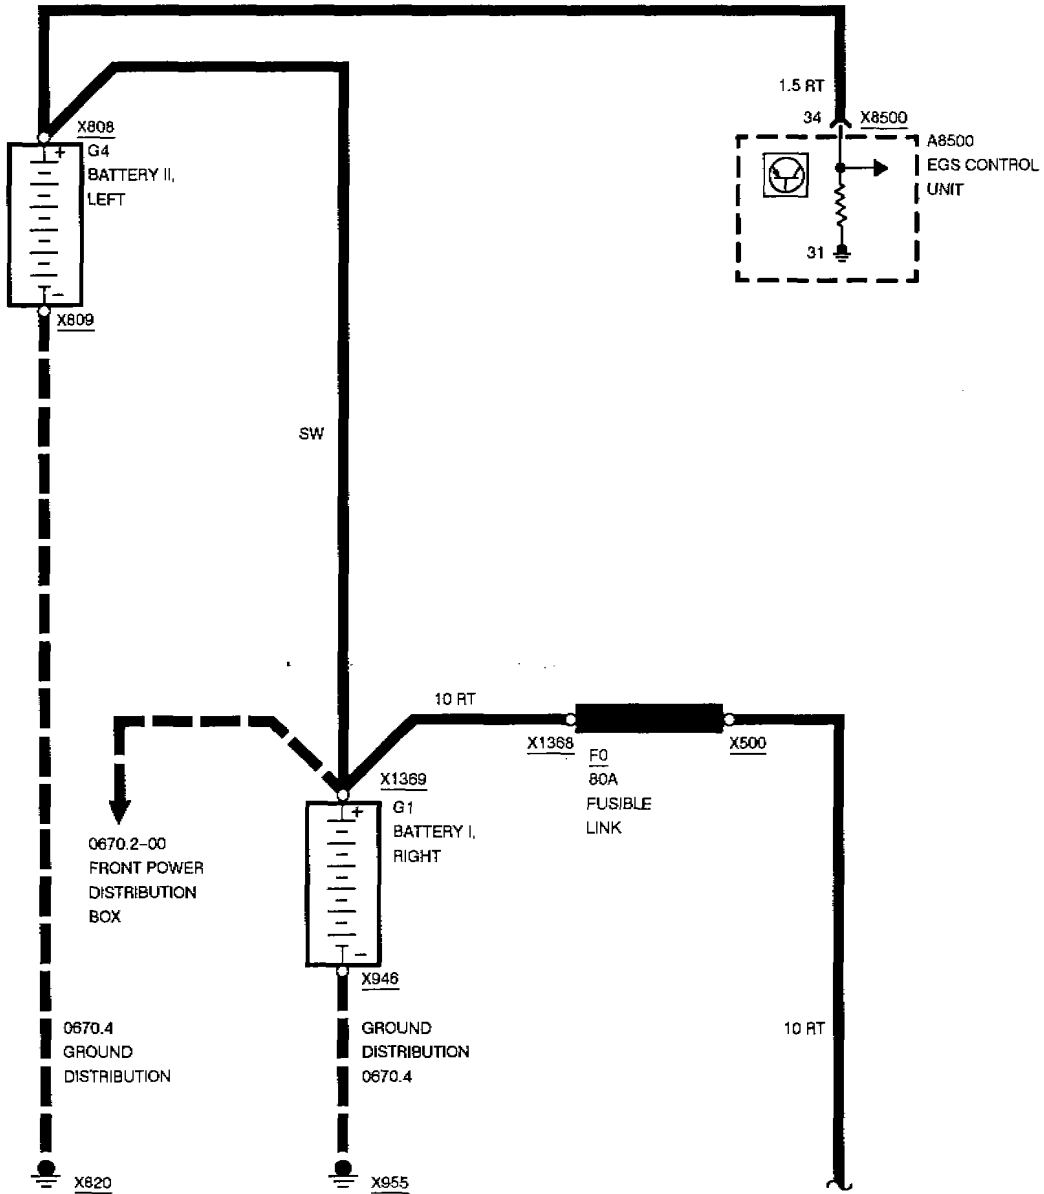 1.5 RT
34
X8500
A8500
EGS CONTROL
UNIT
31
X808
+
G4
BATTERY II,
LEFT
–
X809
SW
10 RT
X1368
F0
80A
FUSIBLE
LINK
X500
X1369
+
G1
BATTERY I,
RIGHT
–
X946
0670.2–00
FRONT POWER
DISTRIBUTION
BOX
0670.4
GROUND
DISTRIBUTION
GROUND
DISTRIBUTION
0670.4
10 RT
X820
X955